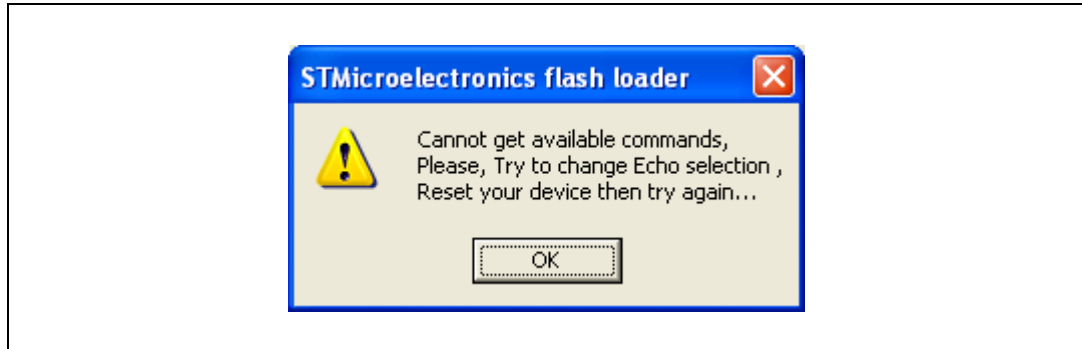 STMicroelectronics flash loader
Cannot get available commands,
Please, Try to change Echo selection ,
Reset your device then try again...
OK